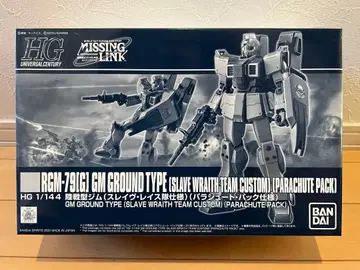 HG
UNIVERSAL CENTURY
MISSING LINK
RGM-79[G] GM GROUND TYPE (SLAVE WRAITH TEAM CUSTOM) (PARACHUTE PACK)
HG 1/144 陸戦型ジム(スレイヴ・レイス隊仕様)(パラシュート・パック仕様)
GM GROUND TYPE (SLAVE WRAITH TEAM CUSTOM) (PARACHUTE PACK)
BAN
DAI